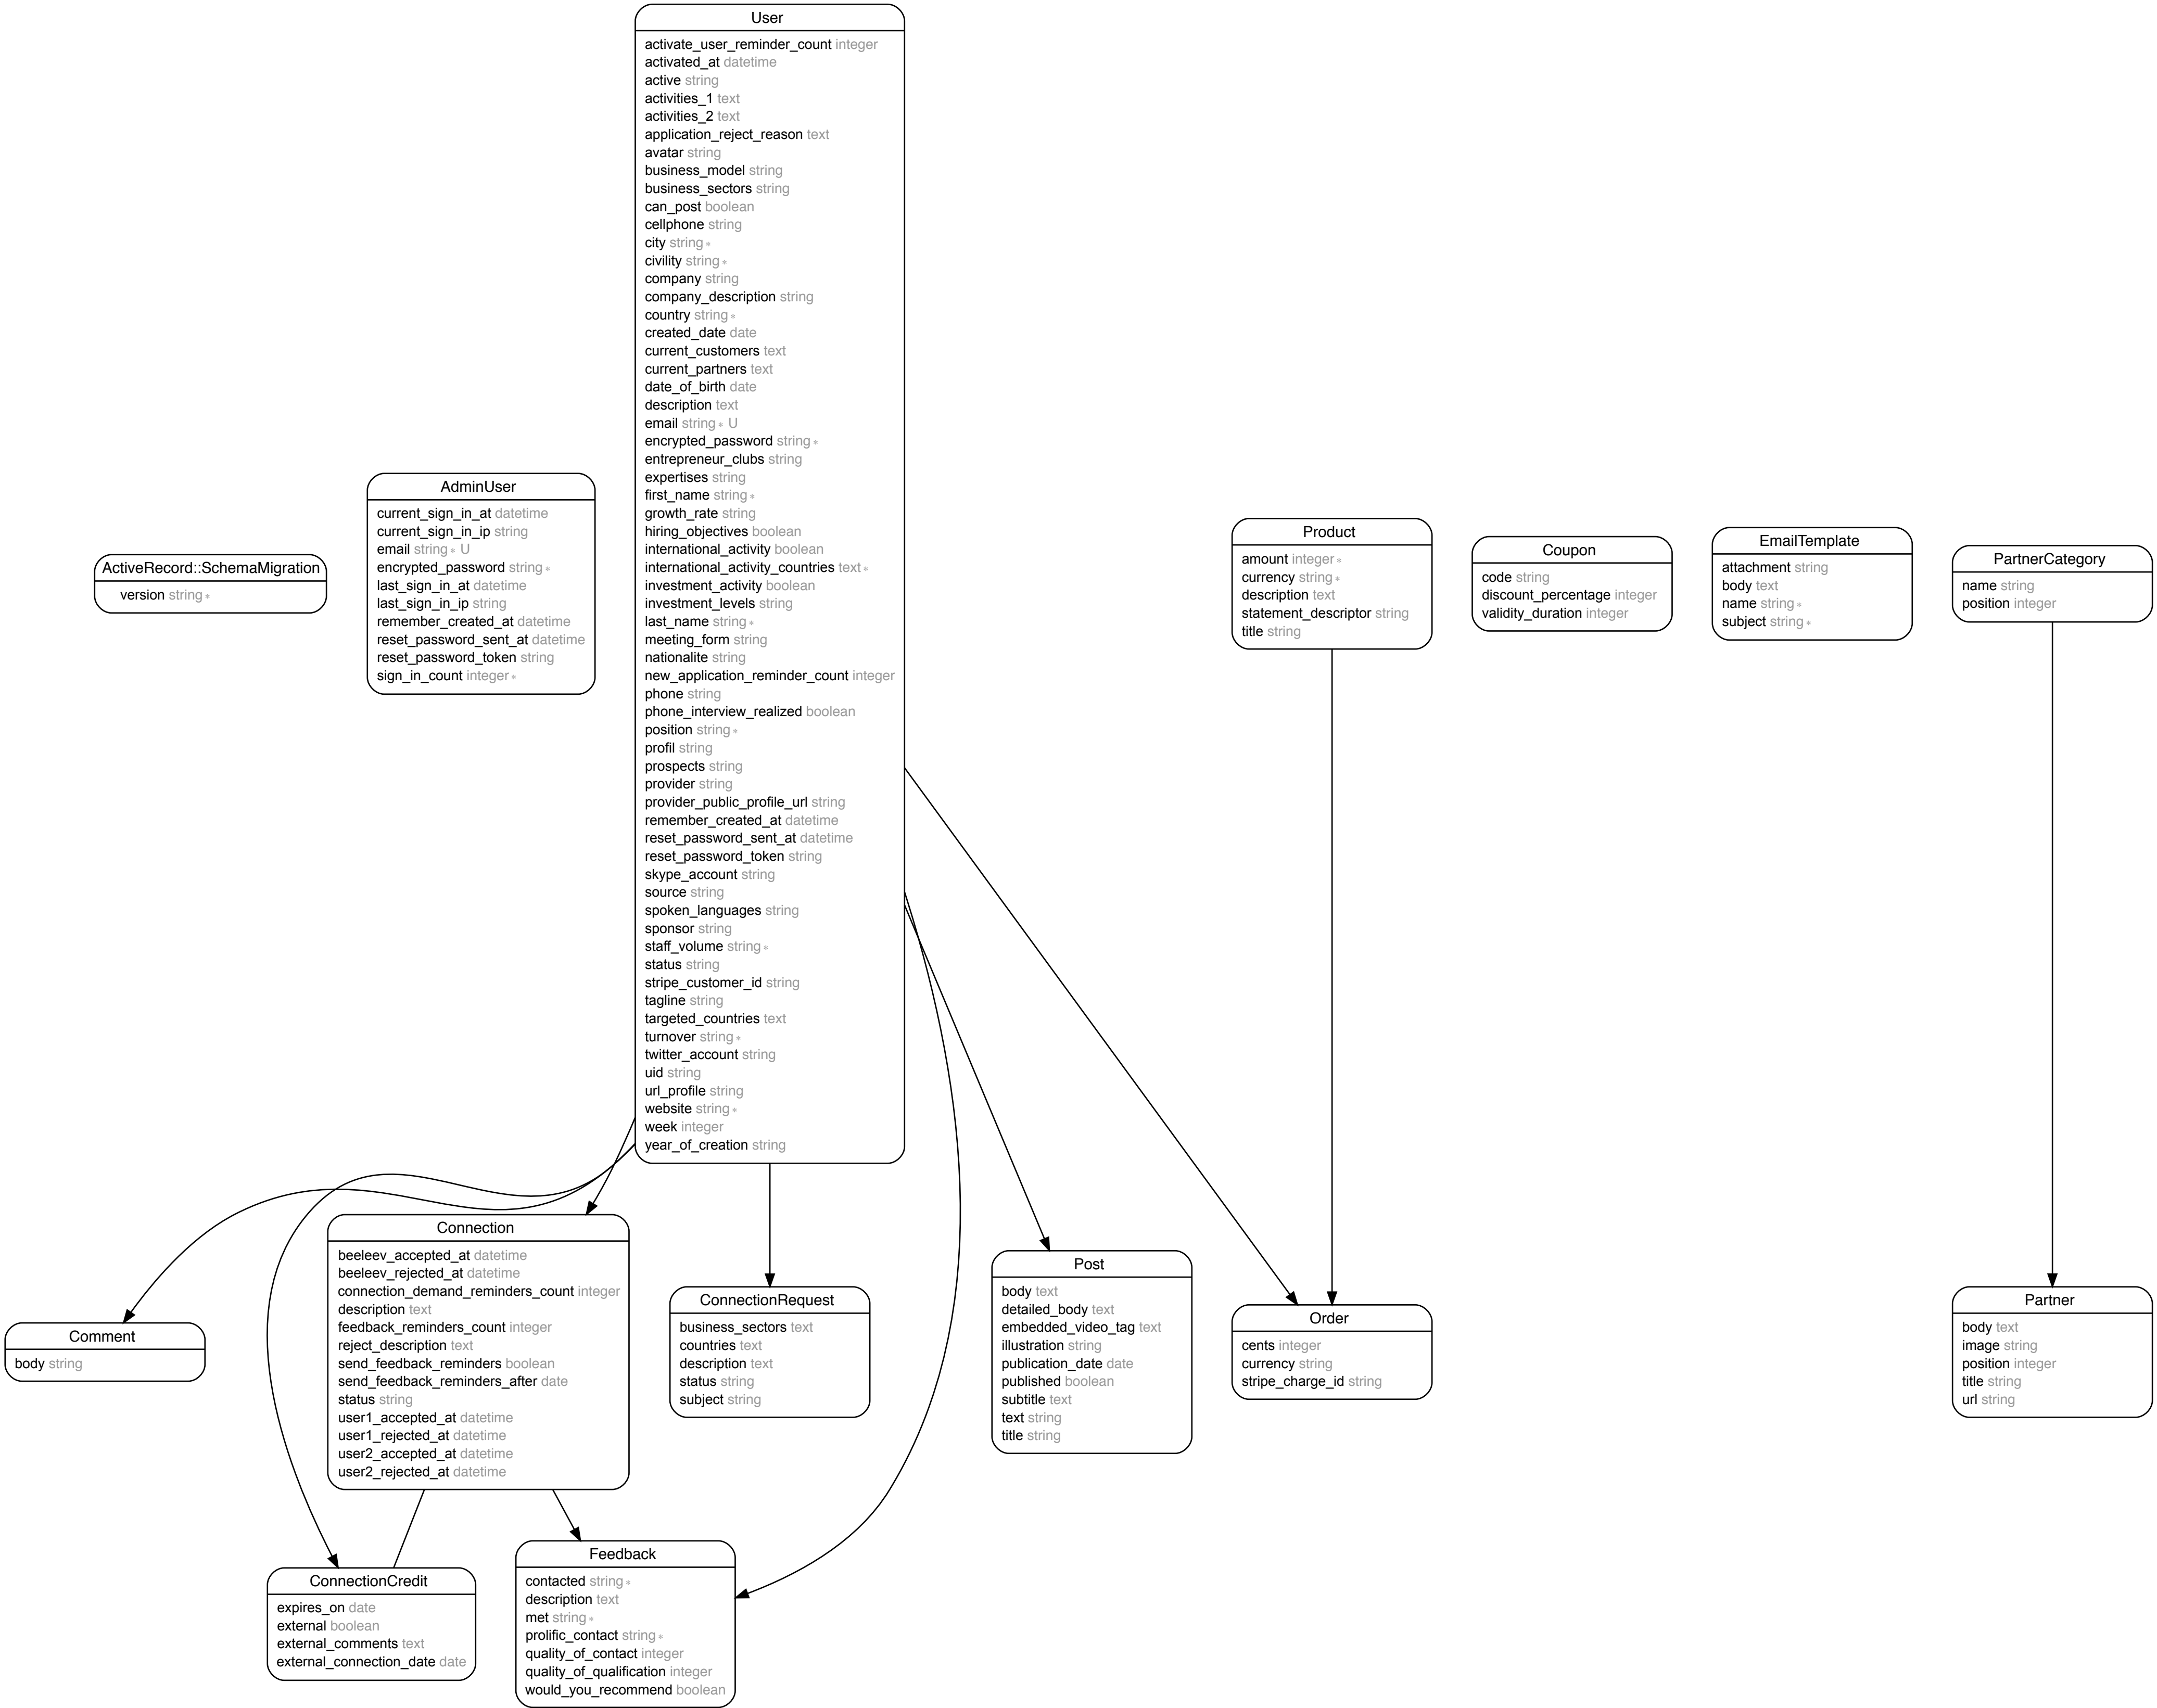 User
activate_user_reminder_count integer
activated_at datetime
active string
activities_1 text
activities_2 text
application_reject_reason text
avatar string
business_model string
business_sectors string
can_post boolean
cellphone string
city string *
civility string *
company string
company_description string
country string *
created_date date
current_customers text
current_partners text
date_of_birth date
description text
email string * U
encrypted_password string *
entrepreneur_clubs string
expertises string
first_name string *
growth_rate string
hiring_objectives boolean
international_activity boolean
international_activity_countries text *
investment_activity boolean
investment_levels string
last_name string *
meeting_form string
nationalite string
new_application_reminder_count integer
phone string
phone_interview_realized boolean
position string *
profil string
prospects string
provider string
provider_public_profile_url string
remember_created_at datetime
reset_password_sent_at datetime
reset_password_token string
skype_account string
source string
spoken_languages string
sponsor string
staff_volume string *
status string
stripe_customer_id string
tagline string
targeted_countries text
turnover string *
twitter_account string
uid string
url_profile string
website string *
week integer
year_of_creation string
ActiveRecord::SchemaMigration
version string *
AdminUser
current_sign_in_at datetime
current_sign_in_ip string
email string * U
encrypted_password string *
last_sign_in_at datetime
last_sign_in_ip string
remember_created_at datetime
reset_password_sent_at datetime
reset_password_token string
sign_in_count integer *
Product
amount integer *
currency string *
description text
statement_descriptor string
title string
Coupon
code string
discount_percentage integer
validity_duration integer
EmailTemplate
attachment string
body text
name string *
subject string *
PartnerCategory
name string
position integer
Comment
body string
Connection
beeleev_accepted_at datetime
beeleev_rejected_at datetime
connection_demand_reminders_count integer
description text
feedback_reminders_count integer
reject_description text
send_feedback_reminders boolean
send_feedback_reminders_after date
status string
user1_accepted_at datetime
user1_rejected_at datetime
user2_accepted_at datetime
user2_rejected_at datetime
ConnectionRequest
business_sectors text
countries text
description text
status string
subject string
Post
body text
detailed_body text
embedded_video_tag text
illustration string
publication_date date
published boolean
subtitle text
text string
title string
Order
cents integer
currency string
stripe_charge_id string
Partner
body text
image string
position integer
title string
url string
ConnectionCredit
expires_on date
external boolean
external_comments text
external_connection_date date
Feedback
contacted string *
description text
met string *
prolific_contact string *
quality_of_contact integer
quality_of_qualification integer
would_you_recommend boolean